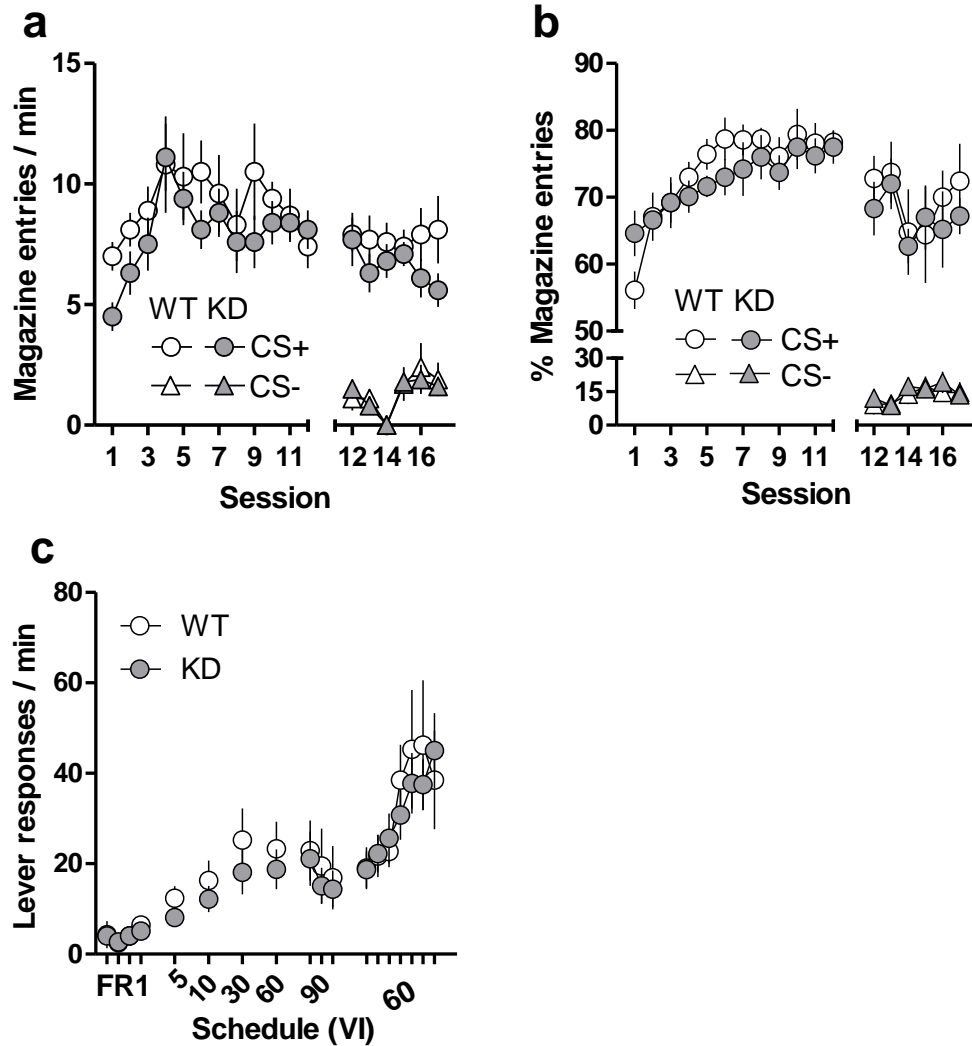 a
Magazine entries / min
15
10
5
0
WT KD
CS+
CS-
1 3 5 7 9 11 12 14 16
Session
b
% Magazine entries
90
80
70
60
50
30
15
0
WT KD
CS+
CS-
1 3 5 7 9 11 12 14 16
Session
c
Lever responses / min
80
60
40
20
0
WT
KD
FR1 5 10 30 60 90 60
Schedule (VI)